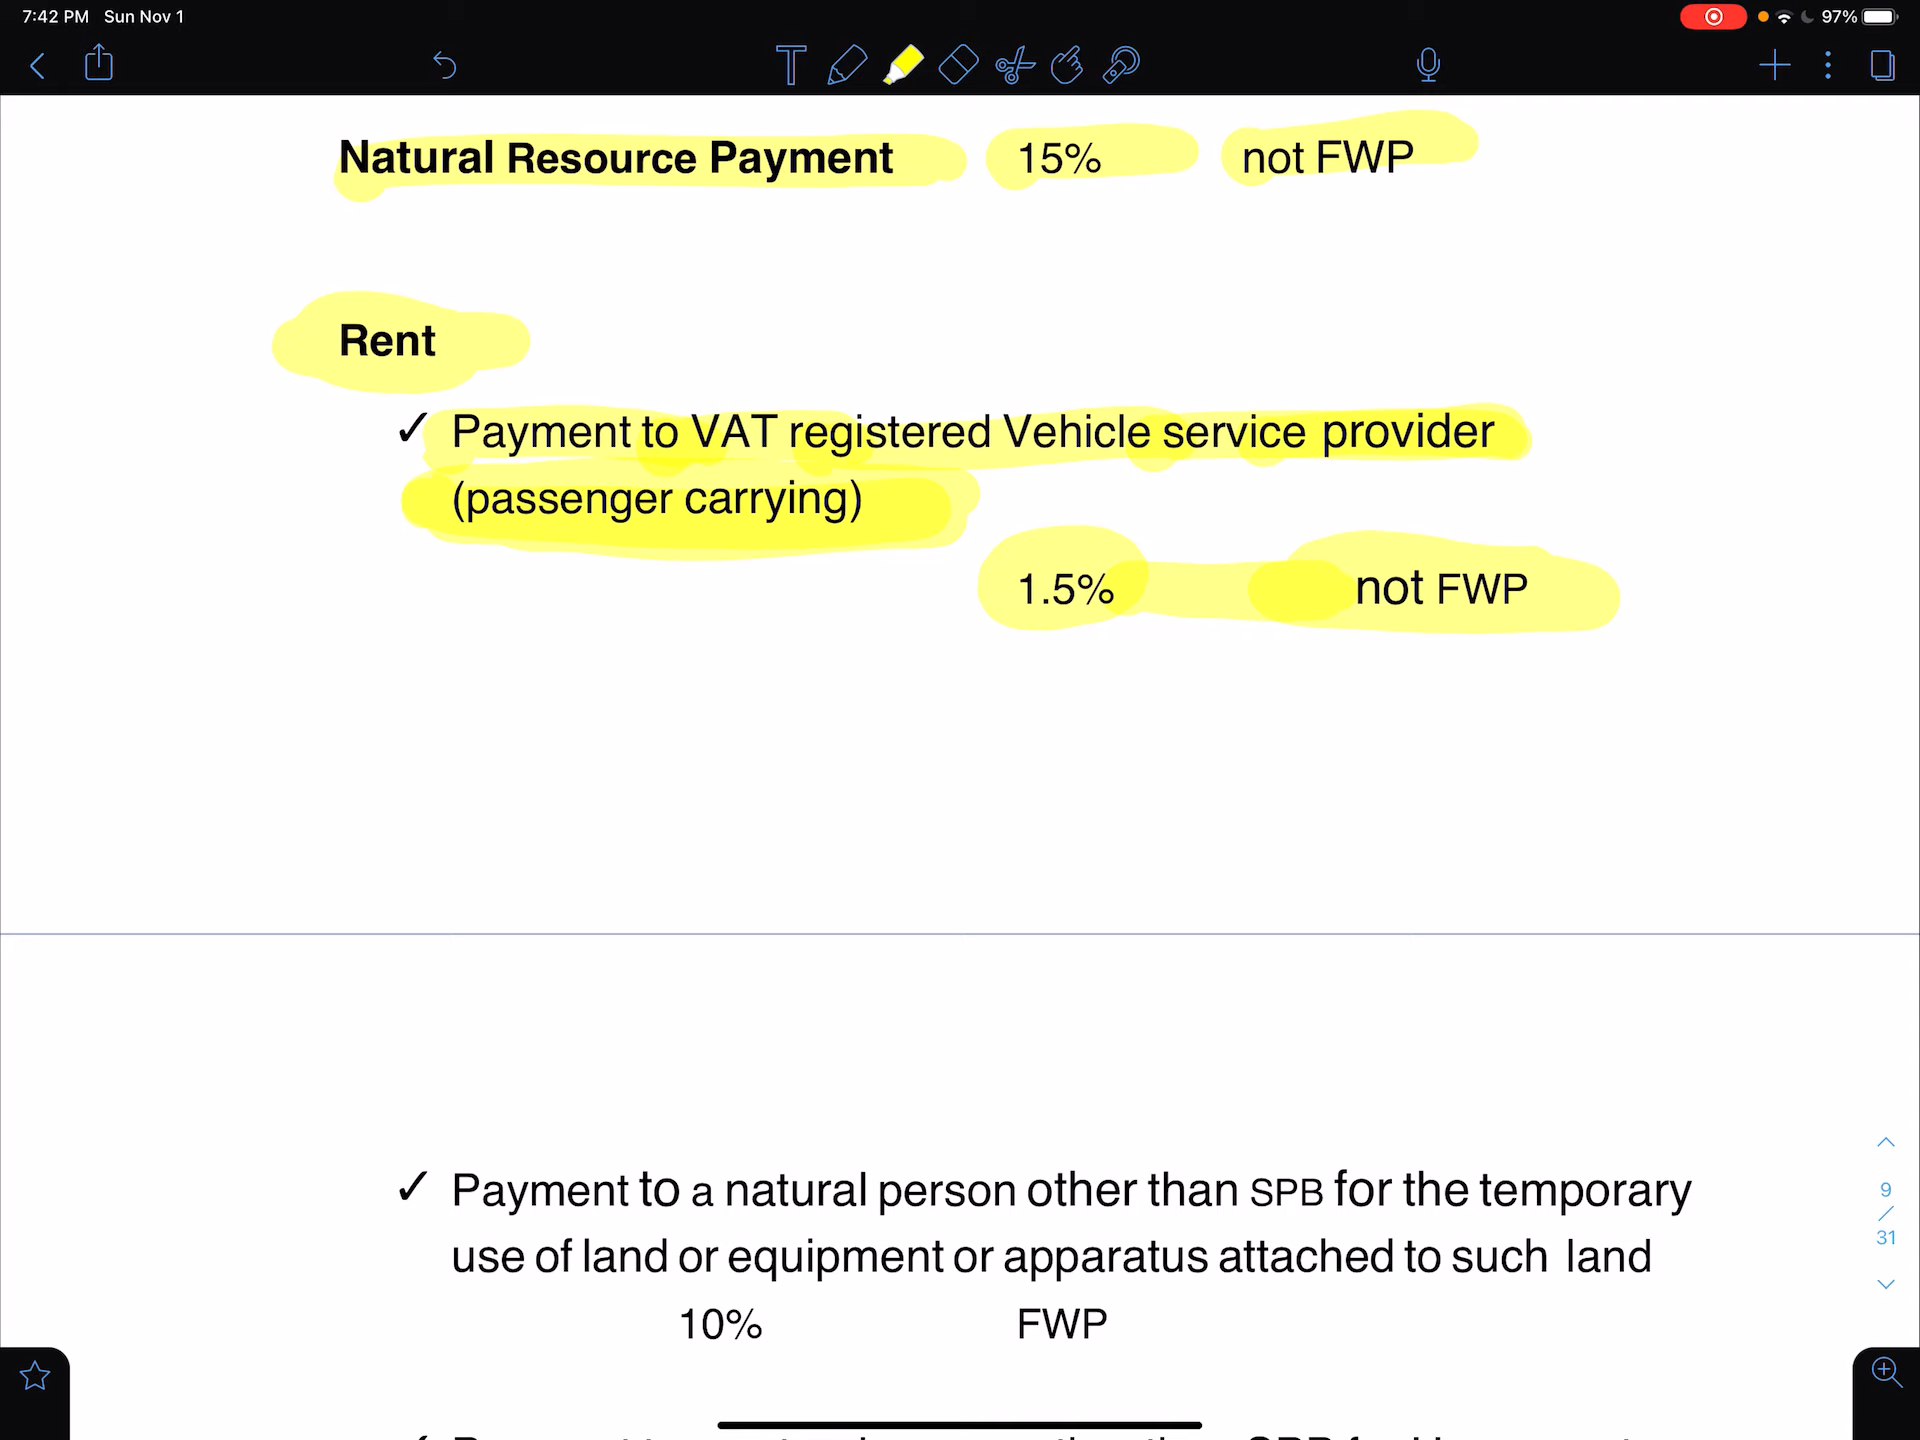 7:42 PM Sun Nov 1
97%
Natural Resource Payment 15% not FWP
Rent
✓ Payment to VAT registered Vehicle service provider
(passenger carrying)
1.5% not FWP
✓ Payment to a natural person other than SPB for the temporary
use of land or equipment or apparatus attached to such land
10% FWP
9
/
31